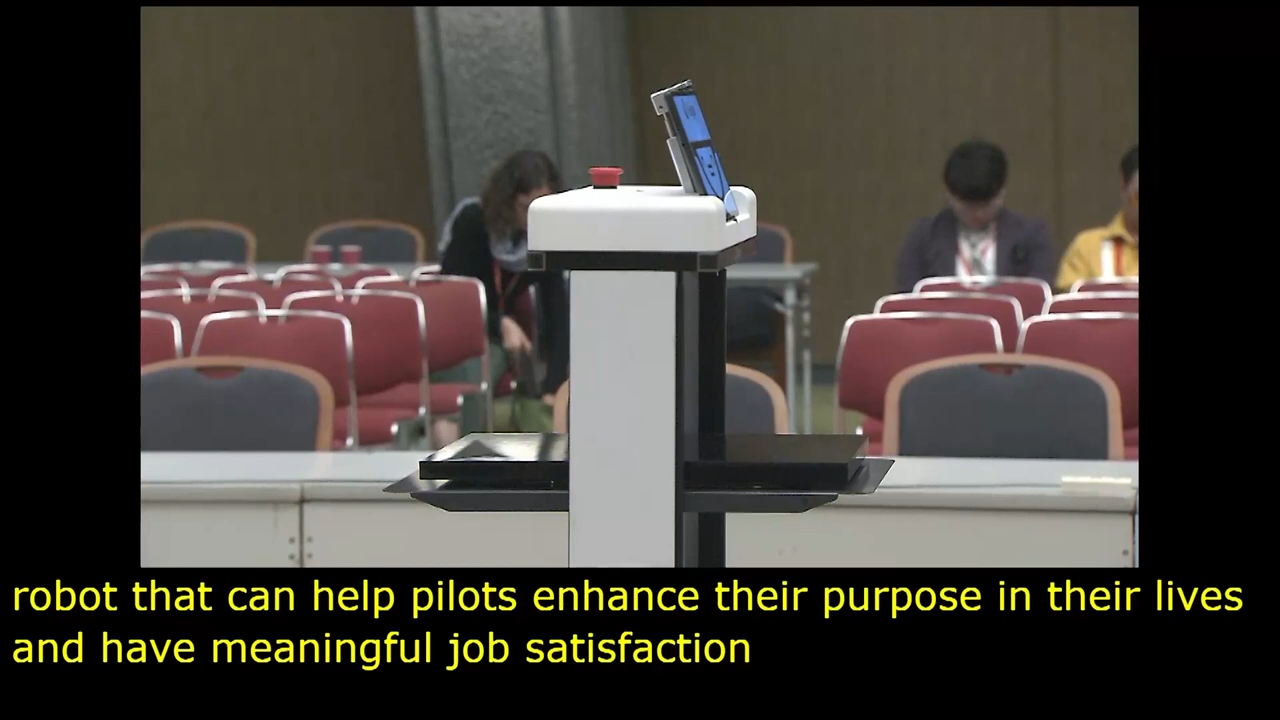 robot that can help pilots enhance their purpose in their lives
and have meaningful job satisfaction